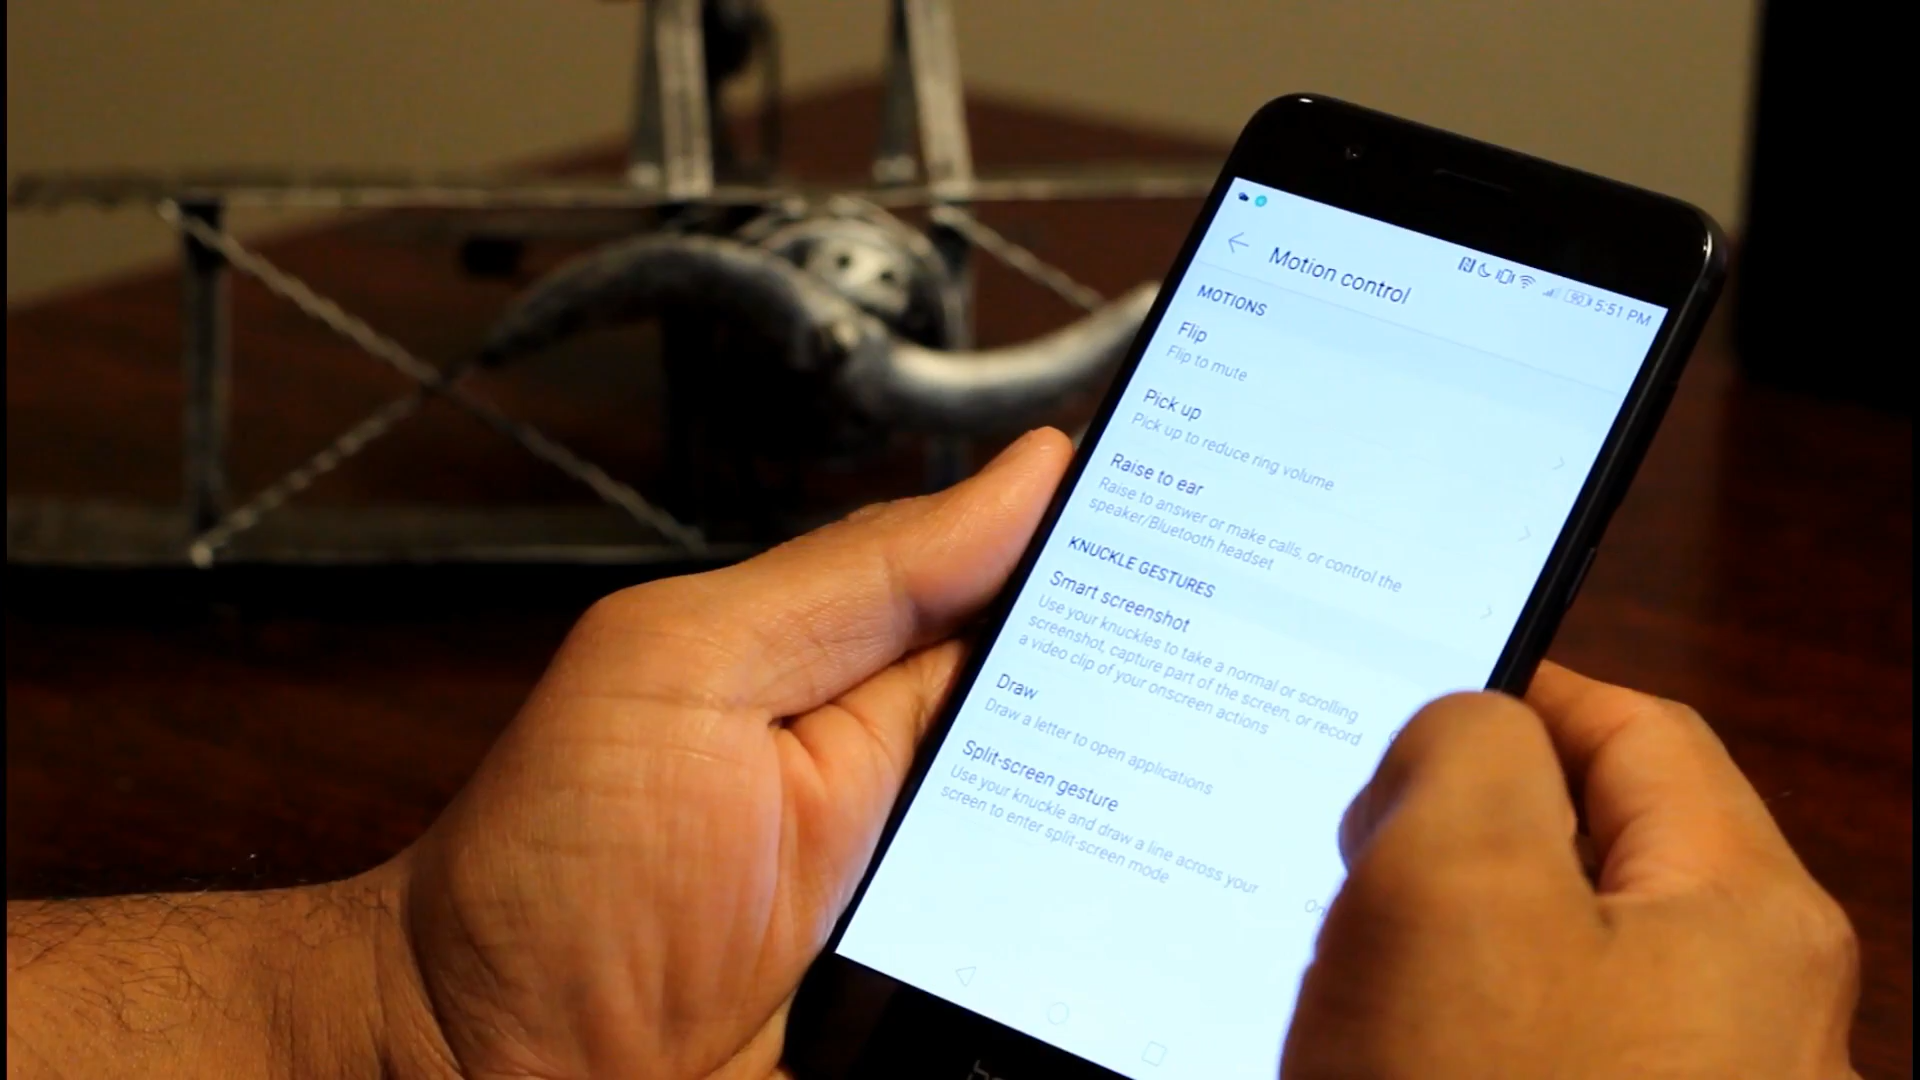 90 5:51 PM
Motion control
MOTIONS
Flip
Flip to mute
Pick up
Pick up to reduce ring volume
Raise to ear
Raise to answer or make calls, or control the
speaker/Bluetooth headset
KNUCKLE GESTURES
Smart screenshot
Use your knuckles to take a normal or scrolling
screenshot, capture part of the screen, or record
a video clip of your onscreen actions
Draw
Draw a letter to open applications
Split-screen gesture
Use your knuckle and draw a line across your
screen to enter split-screen mode